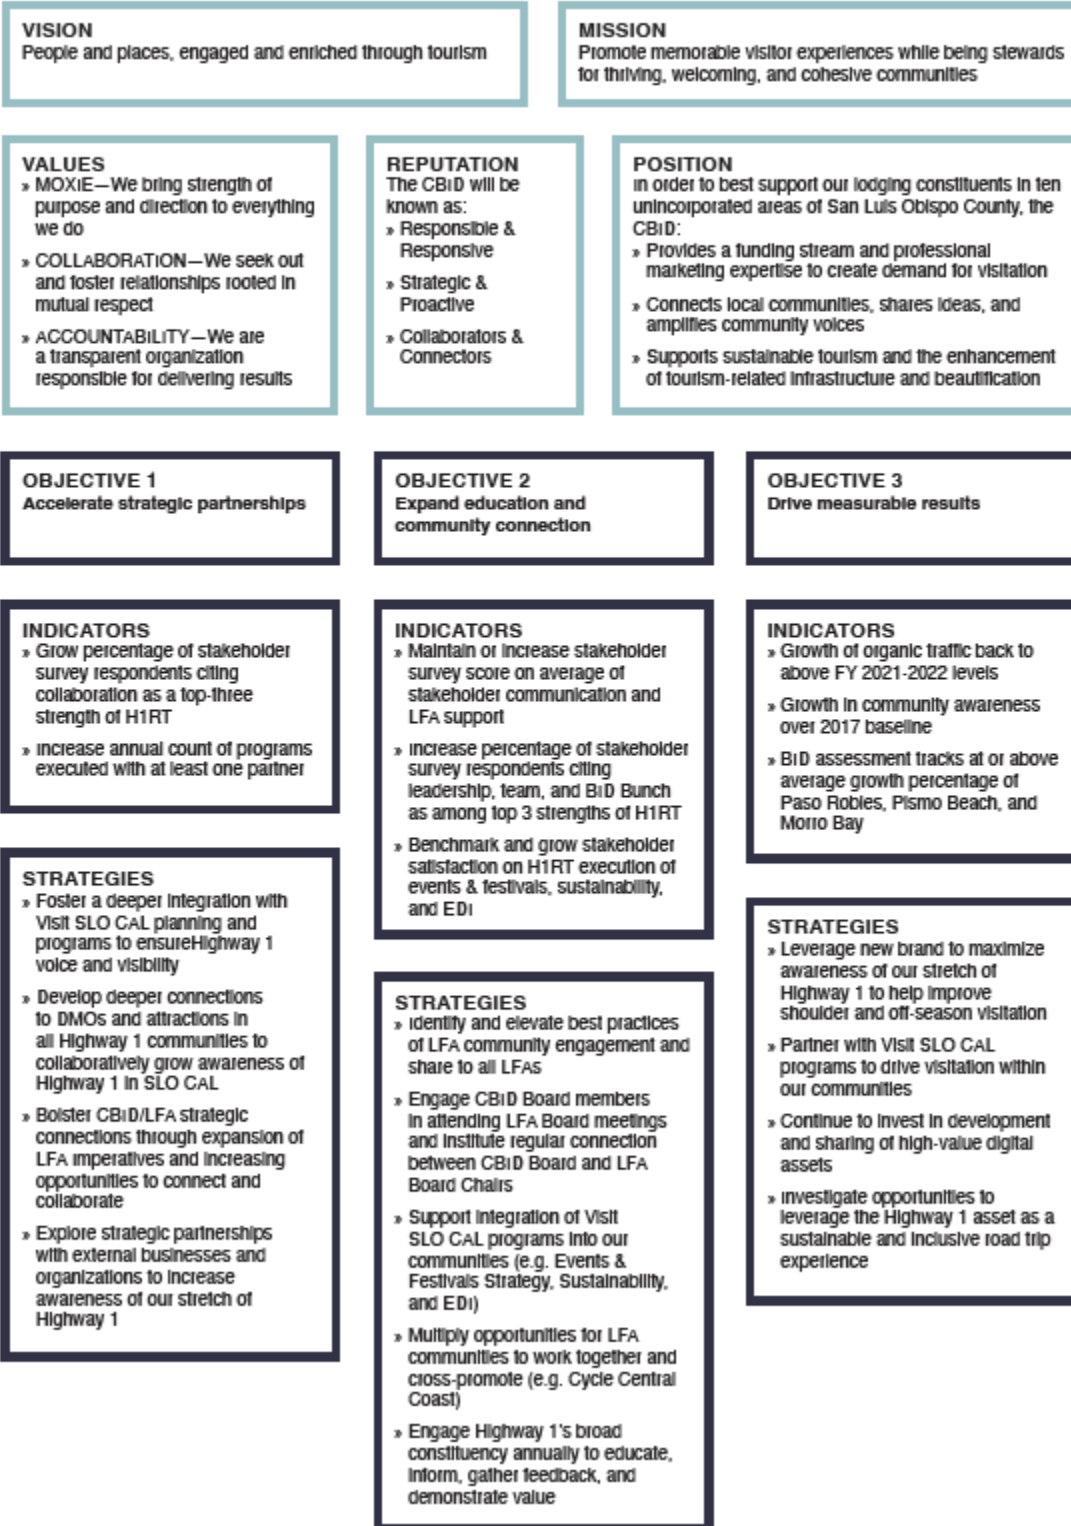 VISION
People and places, engaged and enriched through tourism
MISSION
Promote memorable visitor experiences while being stewards
for thriving, welcoming, and cohesive communities
VALUES
» MOXIE—We bring strength of
purpose and direction to everything
we do
» COLLABORATION—We seek out
and foster relationships rooted in
mutual respect
» ACCOUNTABILITY—We are
a transparent organization
responsible for delivering results
REPUTATION
The CBID will be
known as:
» Responsible &
Responsive
» Strategic &
Proactive
» Collaborators &
Connectors
POSITION
In order to best support our lodging constituents in ten
unincorporated areas of San Luis Obispo County, the
CBID:
» Provides a funding stream and professional
marketing expertise to create demand for visitation
» Connects local communities, shares ideas, and
amplifies community voices
» Supports sustainable tourism and the enhancement
of tourism-related infrastructure and beautification
OBJECTIVE 1
Accelerate strategic partnerships
INDICATORS
» Grow percentage of stakeholder
survey respondents citing
collaboration as a top-three
strength of H1RT
» Increase annual count of programs
executed with at least one partner
STRATEGIES
» Foster a deeper integration with
Visit SLO CAL planning and
programs to ensureHighway 1
voice and visibility
» Develop deeper connections
to DMOs and attractions in
all Highway 1 communities to
collaboratively grow awareness of
Highway 1 in SLO CAL
» Bolster CBID/LFA strategic
connections through expansion of
LFA imperatives and increasing
opportunities to connect and
collaborate
» Explore strategic partnerships
with external businesses and
organizations to increase
awareness of our stretch of
Highway 1
OBJECTIVE 2
Expand education and
community connection
INDICATORS
» Maintain or increase stakeholder
survey score on average of
stakeholder communication and
LFA support
» Increase percentage of stakeholder
survey respondents citing
leadership, team, and BID Bunch
as among top 3 strengths of H1RT
» Benchmark and grow stakeholder
satisfaction on H1RT execution of
events & festivals, sustainability,
and EDI
STRATEGIES
» Identify and elevate best practices
of LFA community engagement and
share to all LFAs
» Engage CBID Board members
in attending LFA Board meetings
and institute regular connection
between CBID Board and LFA
Board Chairs
» Support integration of Visit
SLO CAL programs into our
communities (e.g. Events &
Festivals Strategy, Sustainability,
and EDI)
» Multiply opportunities for LFA
communities to work together and
cross-promote (e.g. Cycle Central
Coast)
» Engage Highway 1's broad
constituency annually to educate,
inform, gather feedback, and
demonstrate value
OBJECTIVE 3
Drive measurable results
INDICATORS
» Growth of organic traffic back to
above FY 2021-2022 levels
» Growth in community awareness
over 2017 baseline
» BID assessment tracks at or above
average growth percentage of
Paso Robles, Pismo Beach, and
Morro Bay
STRATEGIES
» Leverage new brand to maximize
awareness of our stretch of
Highway 1 to help improve
shoulder and off-season visitation
» Partner with Visit SLO CAL
programs to drive visitation within
our communities
» Continue to invest in development
and sharing of high-value digital
assets
» Investigate opportunities to
leverage the Highway 1 asset as a
sustainable and inclusive road trip
experience